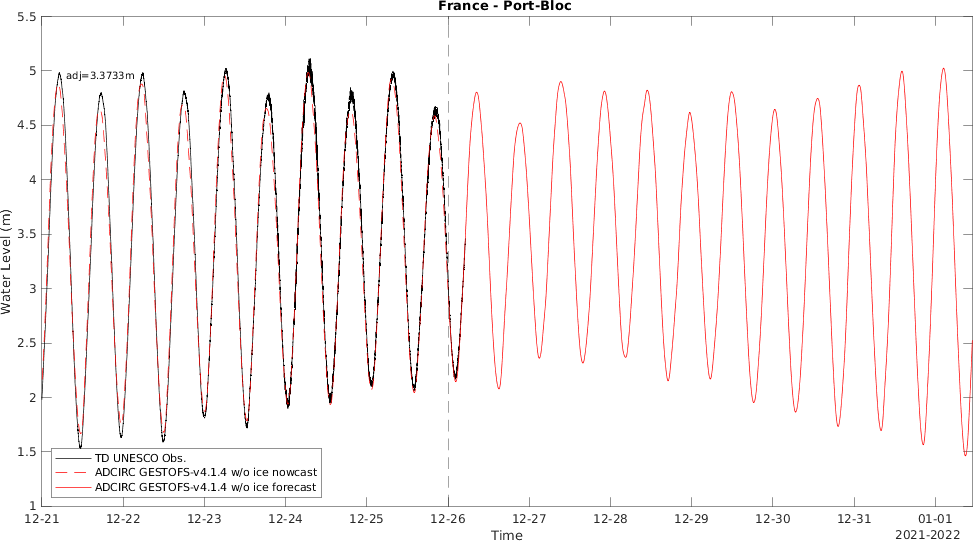 France - Port-Bloc
5.5
5
4.5
4
3.5
3
2.5
2
1.5
1
Water Level (m)
adj=3.3733m
TD UNESCO Obs.
ADCIRC GESTOFS-v4.1.4 w/o ice nowcast
ADCIRC GESTOFS-v4.1.4 w/o ice forecast
12-21 12-22 12-23 12-24 12-25 12-26 12-27 12-28 12-29 12-30 12-31 01-01
Time
2021-2022